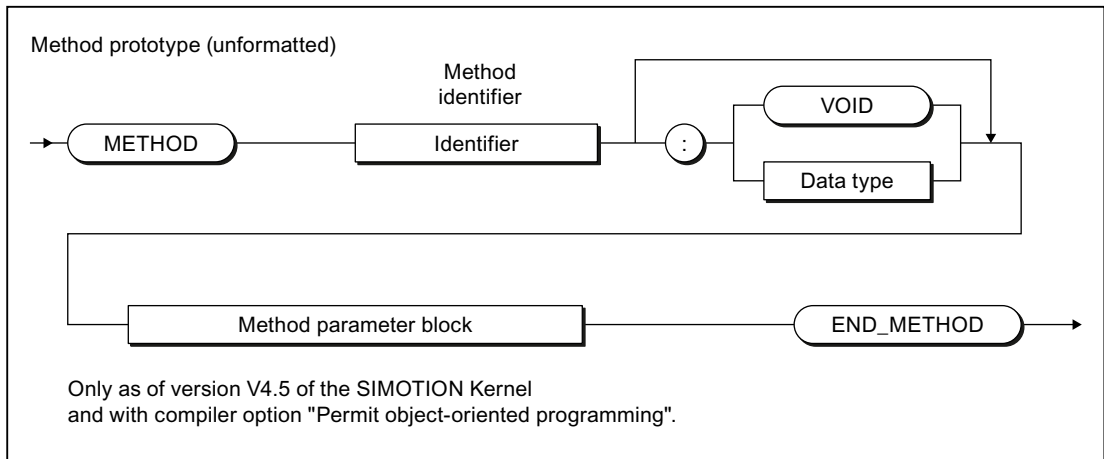 Method prototype (unformatted)
Method
identifier
METHOD
Identifier
:
VOID
Data type
Method parameter block
END_METHOD
Only as of version V4.5 of the SIMOTION Kernel
and with compiler option "Permit object-oriented programming".